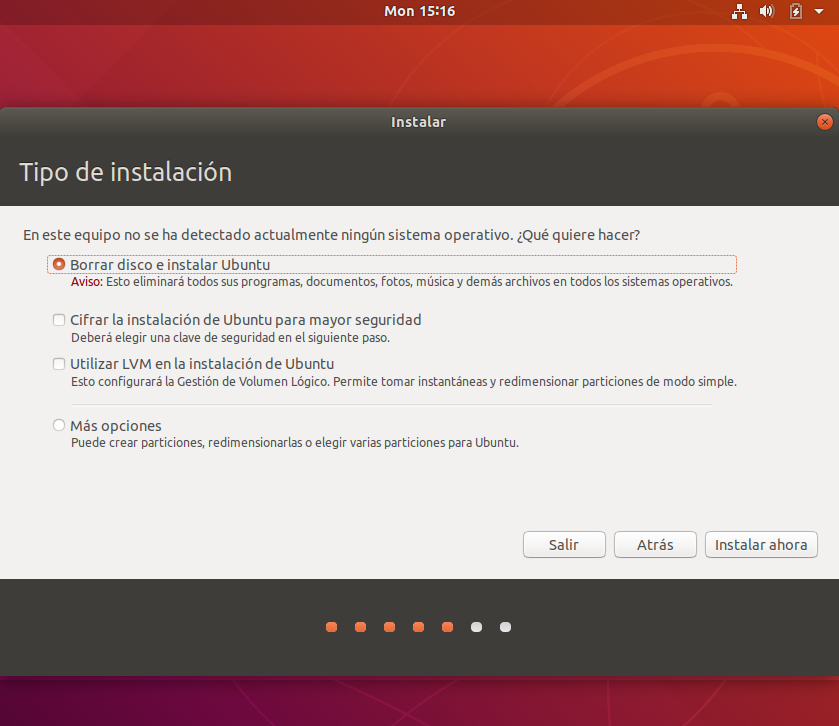 Mon 15:16
Instalar
Tipo de instalación
En este equipo no se ha detectado actualmente ningún sistema operativo. ¿Qué quiere hacer?
Borrar disco e instalar Ubuntu
Aviso: Esto eliminará todos sus programas, documentos, fotos, música y demás archivos en todos los sistemas operativos.
Cifrar la instalación de Ubuntu para mayor seguridad
Deberá elegir una clave de seguridad en el siguiente paso.
Utilizar LVM en la instalación de Ubuntu
Esto configurará la Gestión de Volumen Lógico. Permite tomar instantáneas y redimensionar particiones de modo simple.
Más opciones
Puede crear particiones, redimensionarlas o elegir varias particiones para Ubuntu.
Salir Atrás Instalar ahora